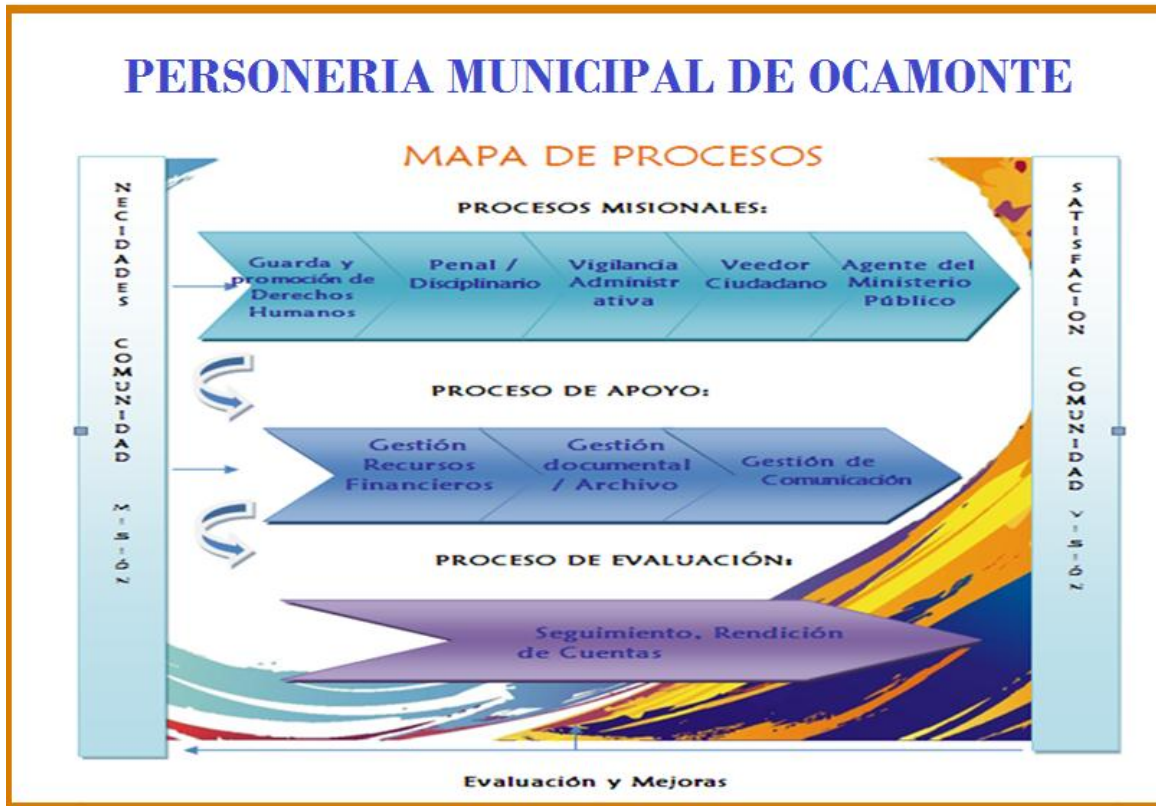 PERSONERIA MUNICIPAL DE OCAMONTE
MAPA DE PROCESOS
NECIDADES COMUNIDAD MISIÓN
PROCESOS MISIONALES:
Guarda y
promoción de
Derechos
Humanos
Penal /
Disciplinario
Vigilancia
Administr
ativa
Veedor
Ciudadano
Agente del
Ministerio
Público
PROCESO DE APOYO:
Gestión
Recursos
Financieros
Gestión
documental
/ Archivo
Gestión de
Comunicación
PROCESO DE EVALUACIÓN:
Seguimiento, Rendición
de Cuentas
SATISFACION COMUNIDAD VISIÓN
Evaluación y Mejoras